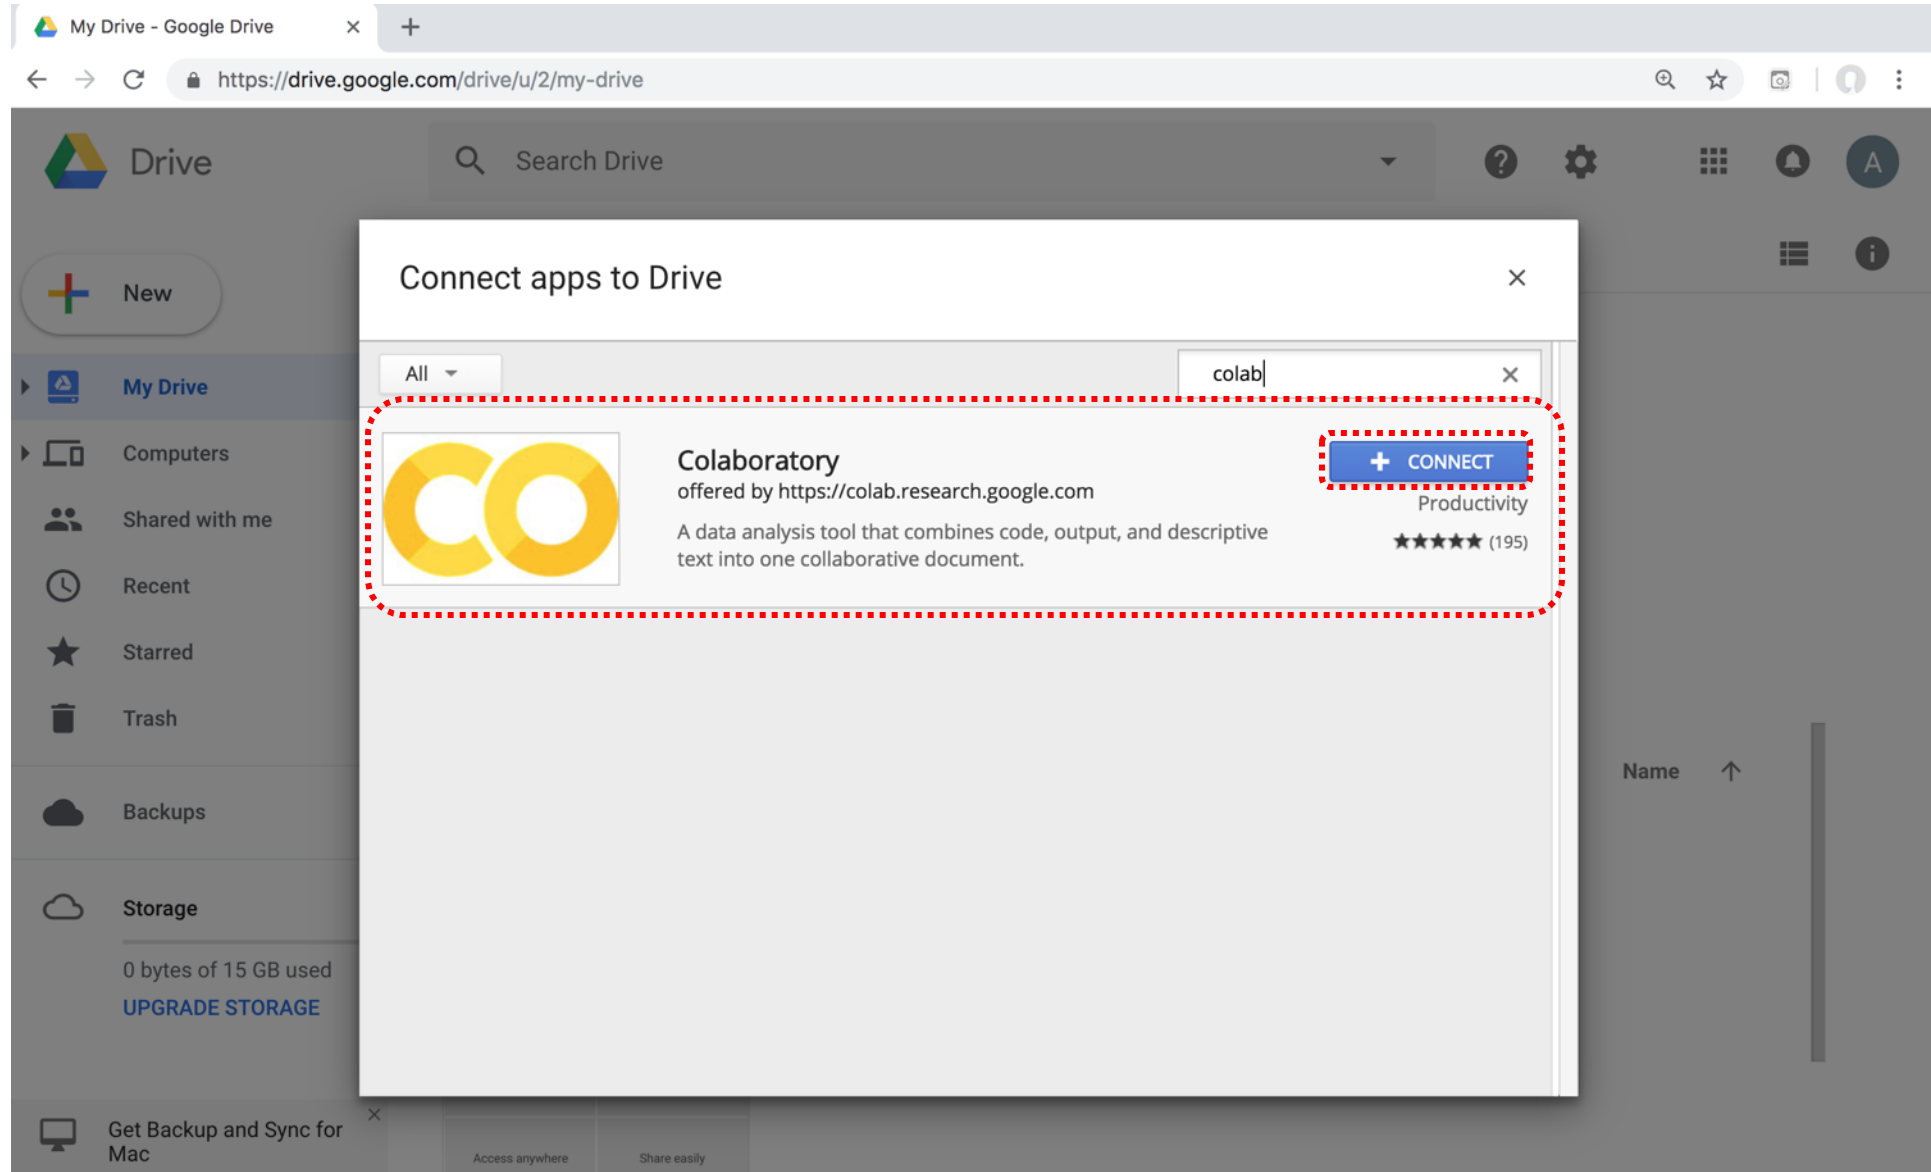 My Drive - Google Drive
https://drive.google.com/drive/u/2/my-drive
Drive
Search Drive
A
Connect apps to Drive
New
All
colab
My Drive
Computers
Shared with me
Recent
Starred
Trash
Backups
Storage
0 bytes of 15 GB used
UPGRADE STORAGE
Get Backup and Sync for
Mac
Colaboratory
offered by https://colab.research.google.com
A data analysis tool that combines code, output, and descriptive
text into one collaborative document.
CONNECT
Productivity
(195)
Name
Access anywhere
Share easily